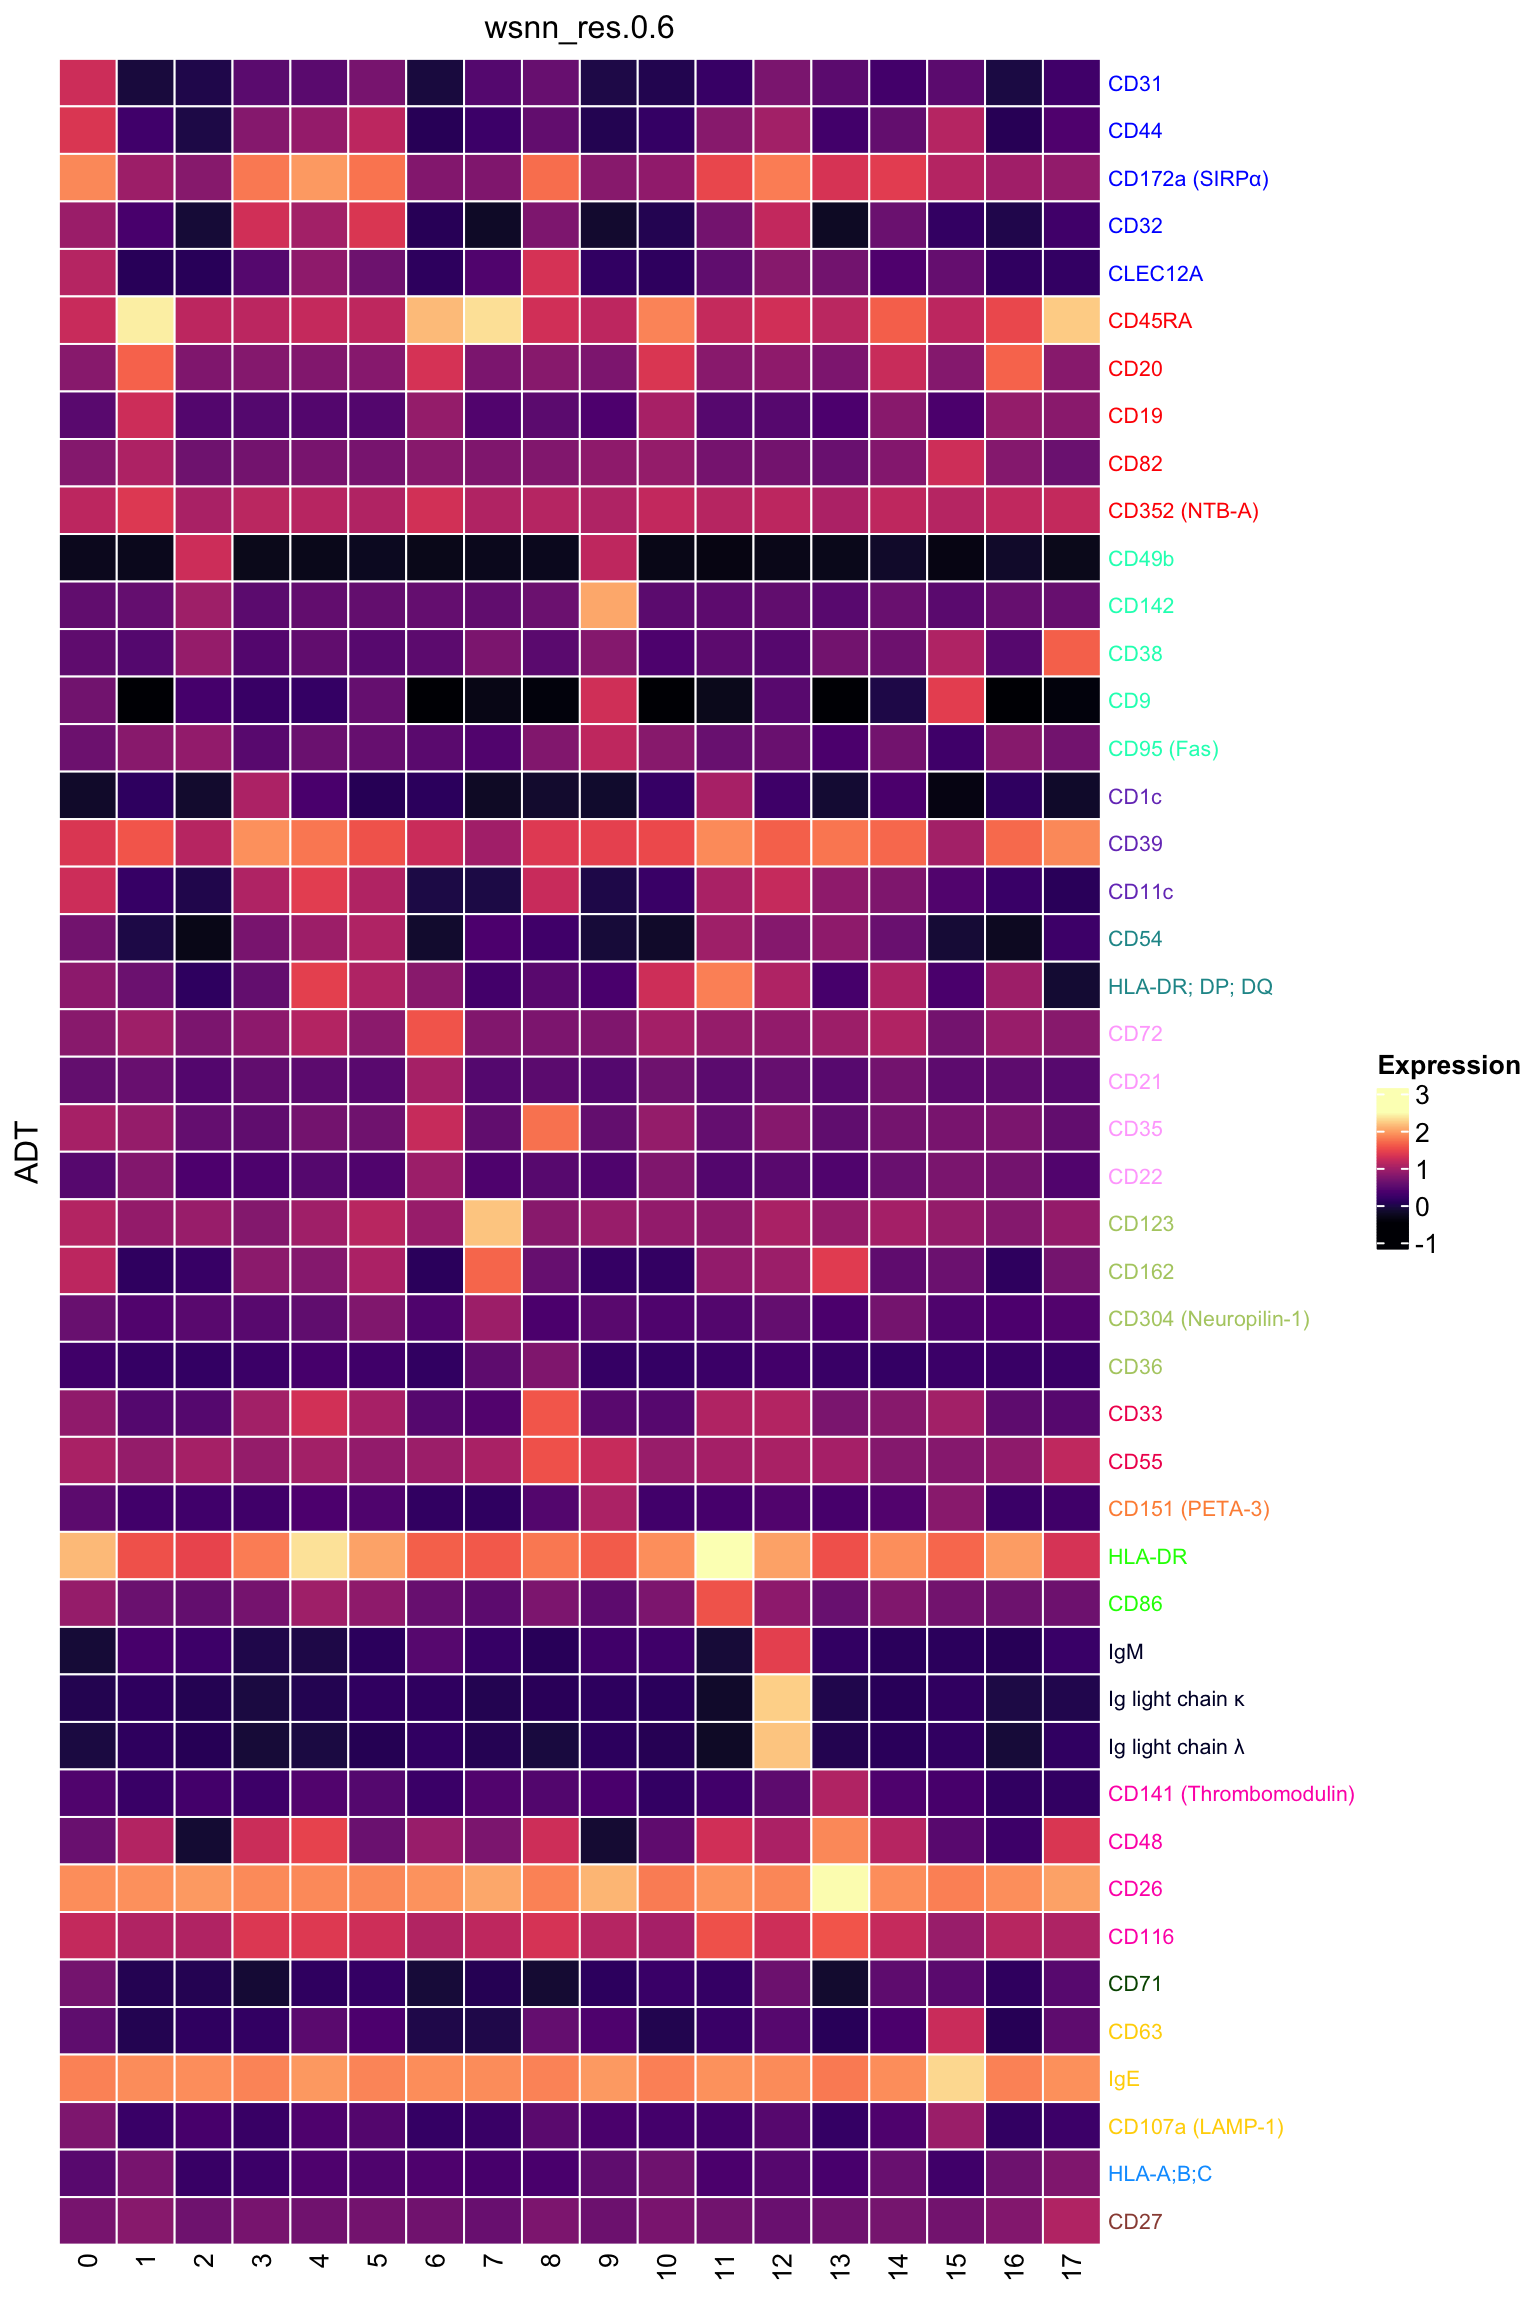 wsnn_res.0.6
CD31
CD44
CD172a (SIRPα)
CD32
CLEC12A
CD45RA
CD20
CD19
CD82
CD352 (NTB-A)
CD49b
CD142
CD38
CD9
CD95 (Fas)
CD1c
CD39
CD11c
CD54
HLA-DR; DP; DQ
CD72
CD21
CD35
CD22
CD123
CD162
CD304 (Neuropilin-1)
CD36
CD33
CD55
CD151 (PETA-3)
HLA-DR
CD86
IgM
Ig light chain κ
Ig light chain λ
CD141 (Thrombomodulin)
CD48
CD26
CD116
CD71
CD63
IgE
CD107a (LAMP-1)
HLA-A;B;C
CD27
ADT
0 1 2 3 4 5 6 7 8 9 10 11 12 13 14 15 16 17
Expression
3
2
1
0
-1